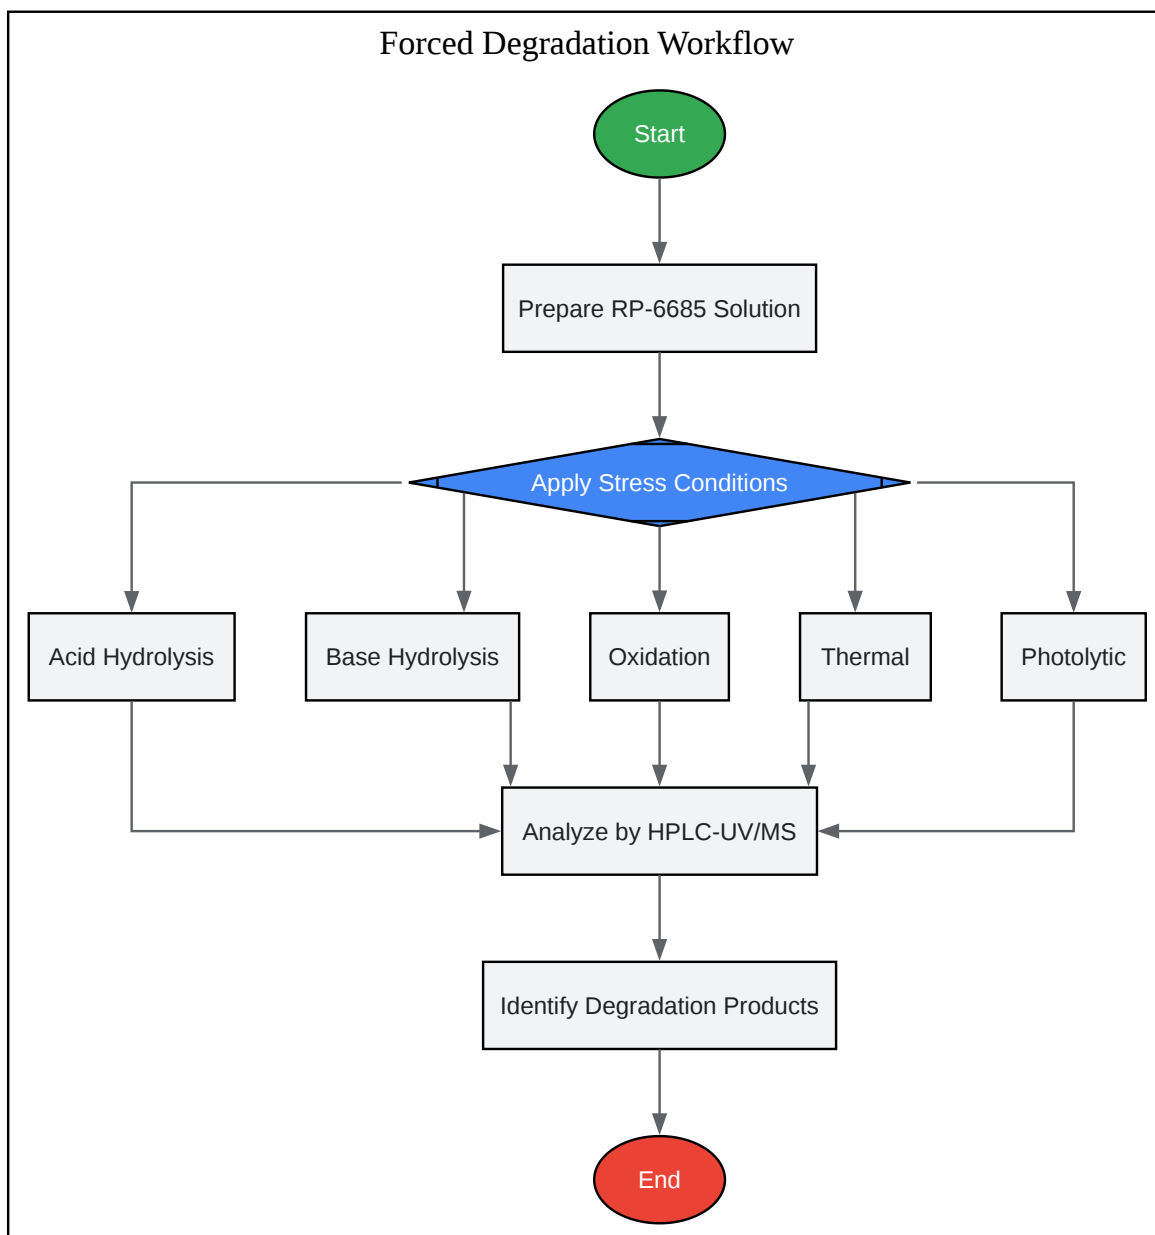 Forced Degradation Workflow
Start
Prepare RP-6685 Solution
Apply Stress Conditions
Acid Hydrolysis
Base Hydrolysis
Oxidation
Thermal
Photolytic
Analyze by HPLC-UV/MS
Identify Degradation Products
End